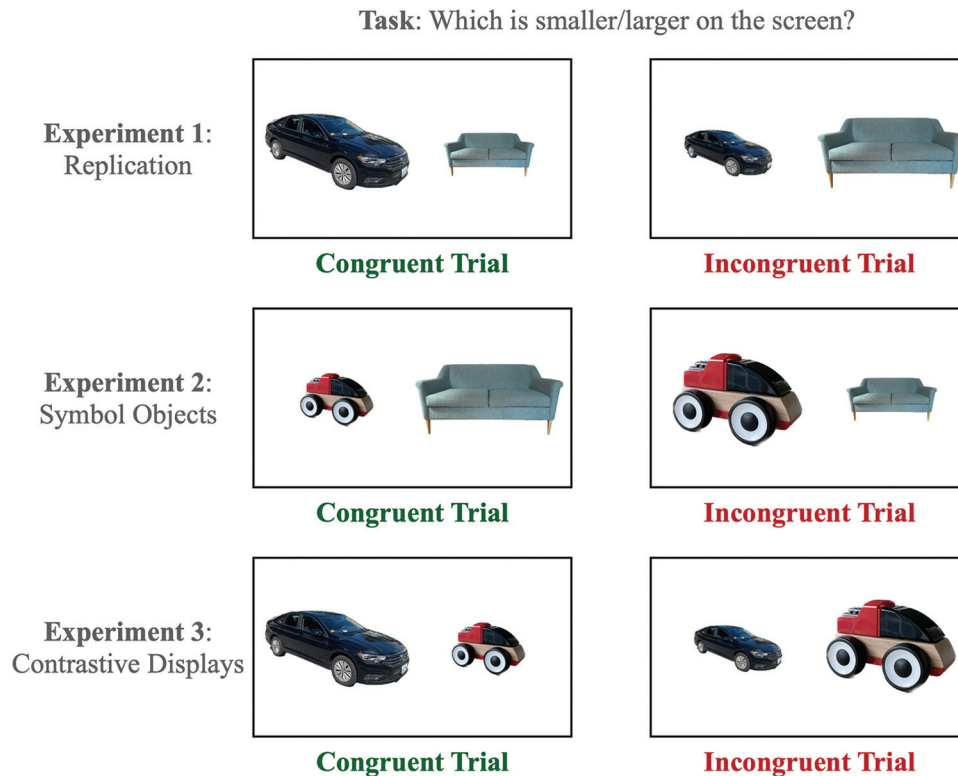 Task: Which is smaller/larger on the screen?
Experiment 1:
Replication
Congruent Trial
Incongruent Trial
Experiment 2:
Symbol Objects
Congruent Trial
Incongruent Trial
Experiment 3:
Contrastive Displays
Congruent Trial
Incongruent Trial